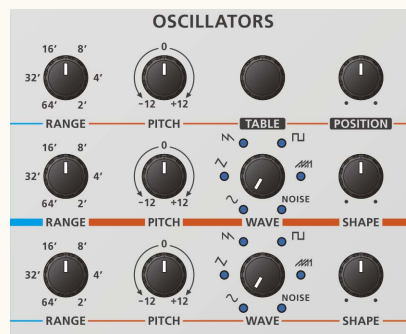 OSCILLATORS
16' 8' 0
32' 4'
64' 2' -12 +12
RANGE PITCH TABLE POSITION
16' 8' 0
32' 4'
64' 2' -12 +12 NOISE
RANGE PITCH WAVE SHAPE
16' 8' 0
32' 4'
64' 2' -12 +12 NOISE
RANGE PITCH WAVE SHAPE